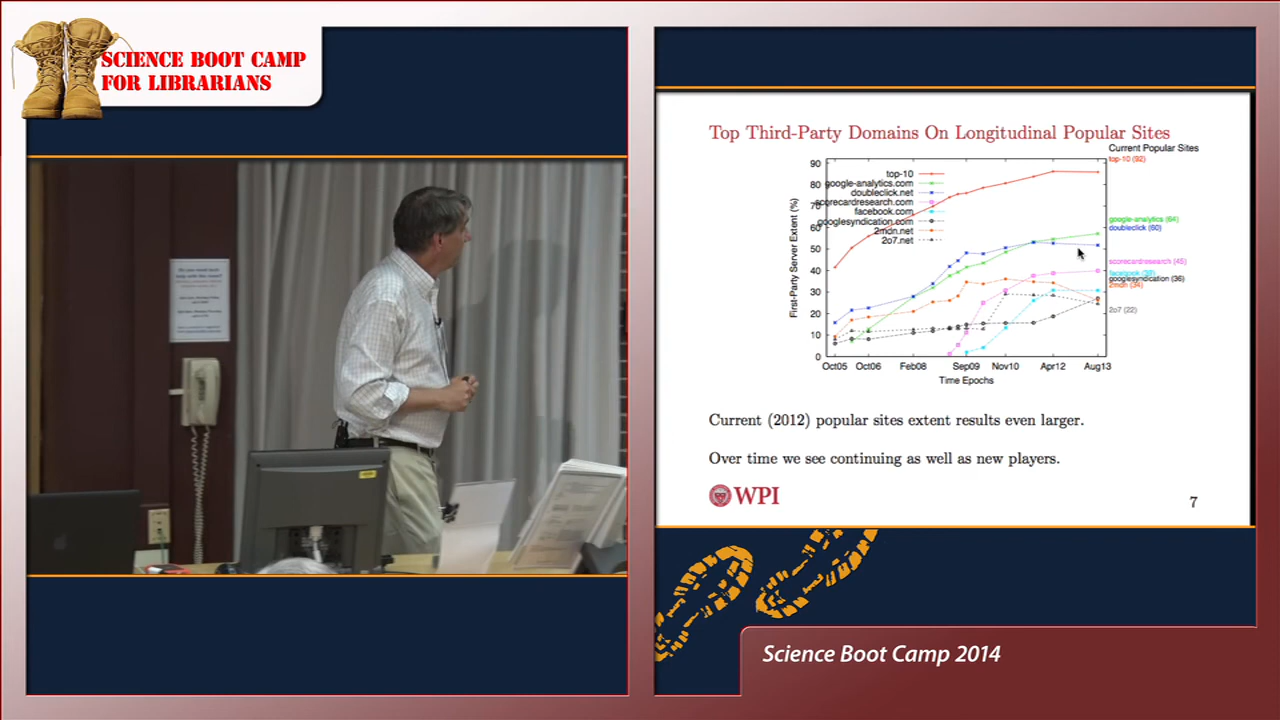 SCIENCE BOOT CAMP
FOR LIBRARIANS
Top Third-Party Domains On Longitudinal Popular Sites
Current Popular Sites
top-10 (92)
google-analytics (64)
doubleclick (60)
scorecardresearch (45)
facebook (39)
googlesyndication (36)
2mdn (34)
2o7 (22)
First-Party Server Extent (%)
90
80
70
60
50
40
30
20
10
0
top-10
google-analytics.com
doubleclick.net
scorecardresearch.com
facebook.com
googlesyndication.com
2mdn.net
2o7.net
Oct05 Oct06 Feb08 Sep09 Nov10 Apr12 Aug13
Time Epochs
Current (2012) popular sites extent results even larger.
Over time we see continuing as well as new players.
WPI
7
Science Boot Camp 2014